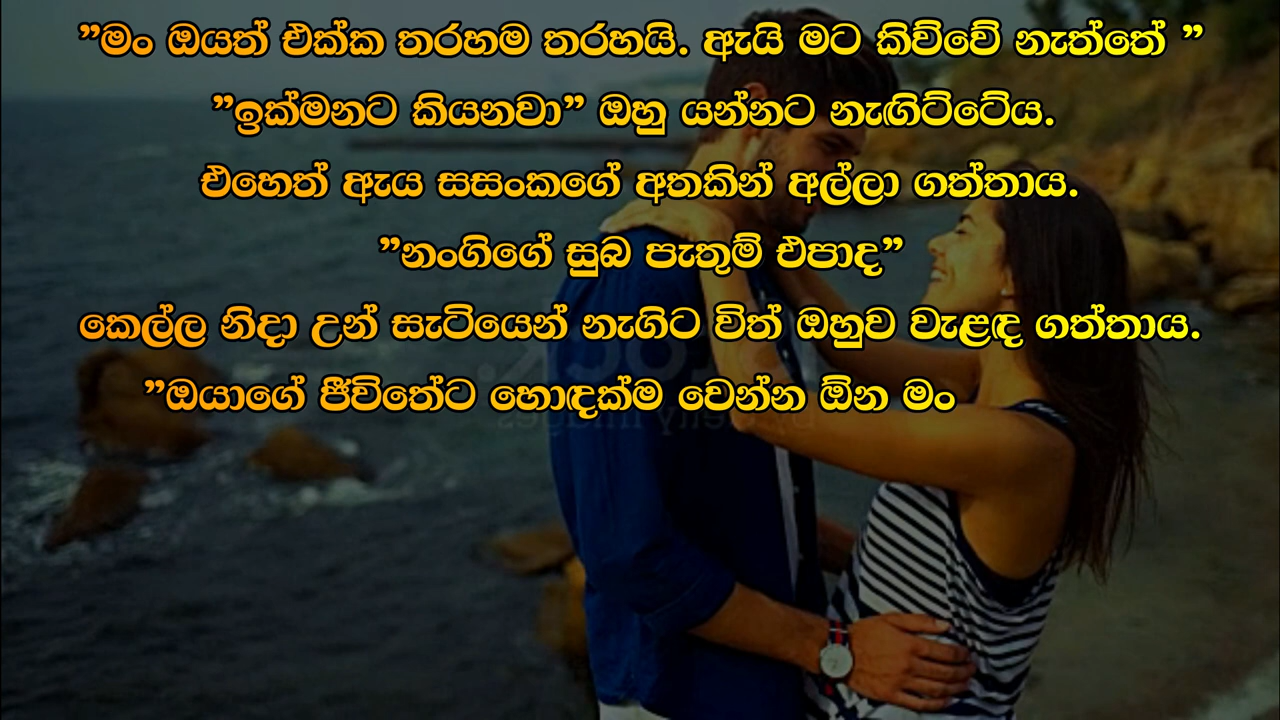 ”මං ඔයත් එක්ක තරහම තරහයි. ඇයි මට කිව්වේ නැත්තේ ”
”ඉක්මනට කියනවා” ඔහු යන්නට නැඟිට්ටේය.
එහෙත් ඇය සසංකගේ අතකින් අල්ලා ගත්තාය.
”නංගිගේ සුබ පැතුම් එපාද”
කෙල්ල නිදා උන් සැටියෙන් නැගිට විත් ඔහුව වැළඳ ගත්තාය.
”ඔයාගේ ජීවිතේට හොඳක්ම වෙන්න ඕන මං